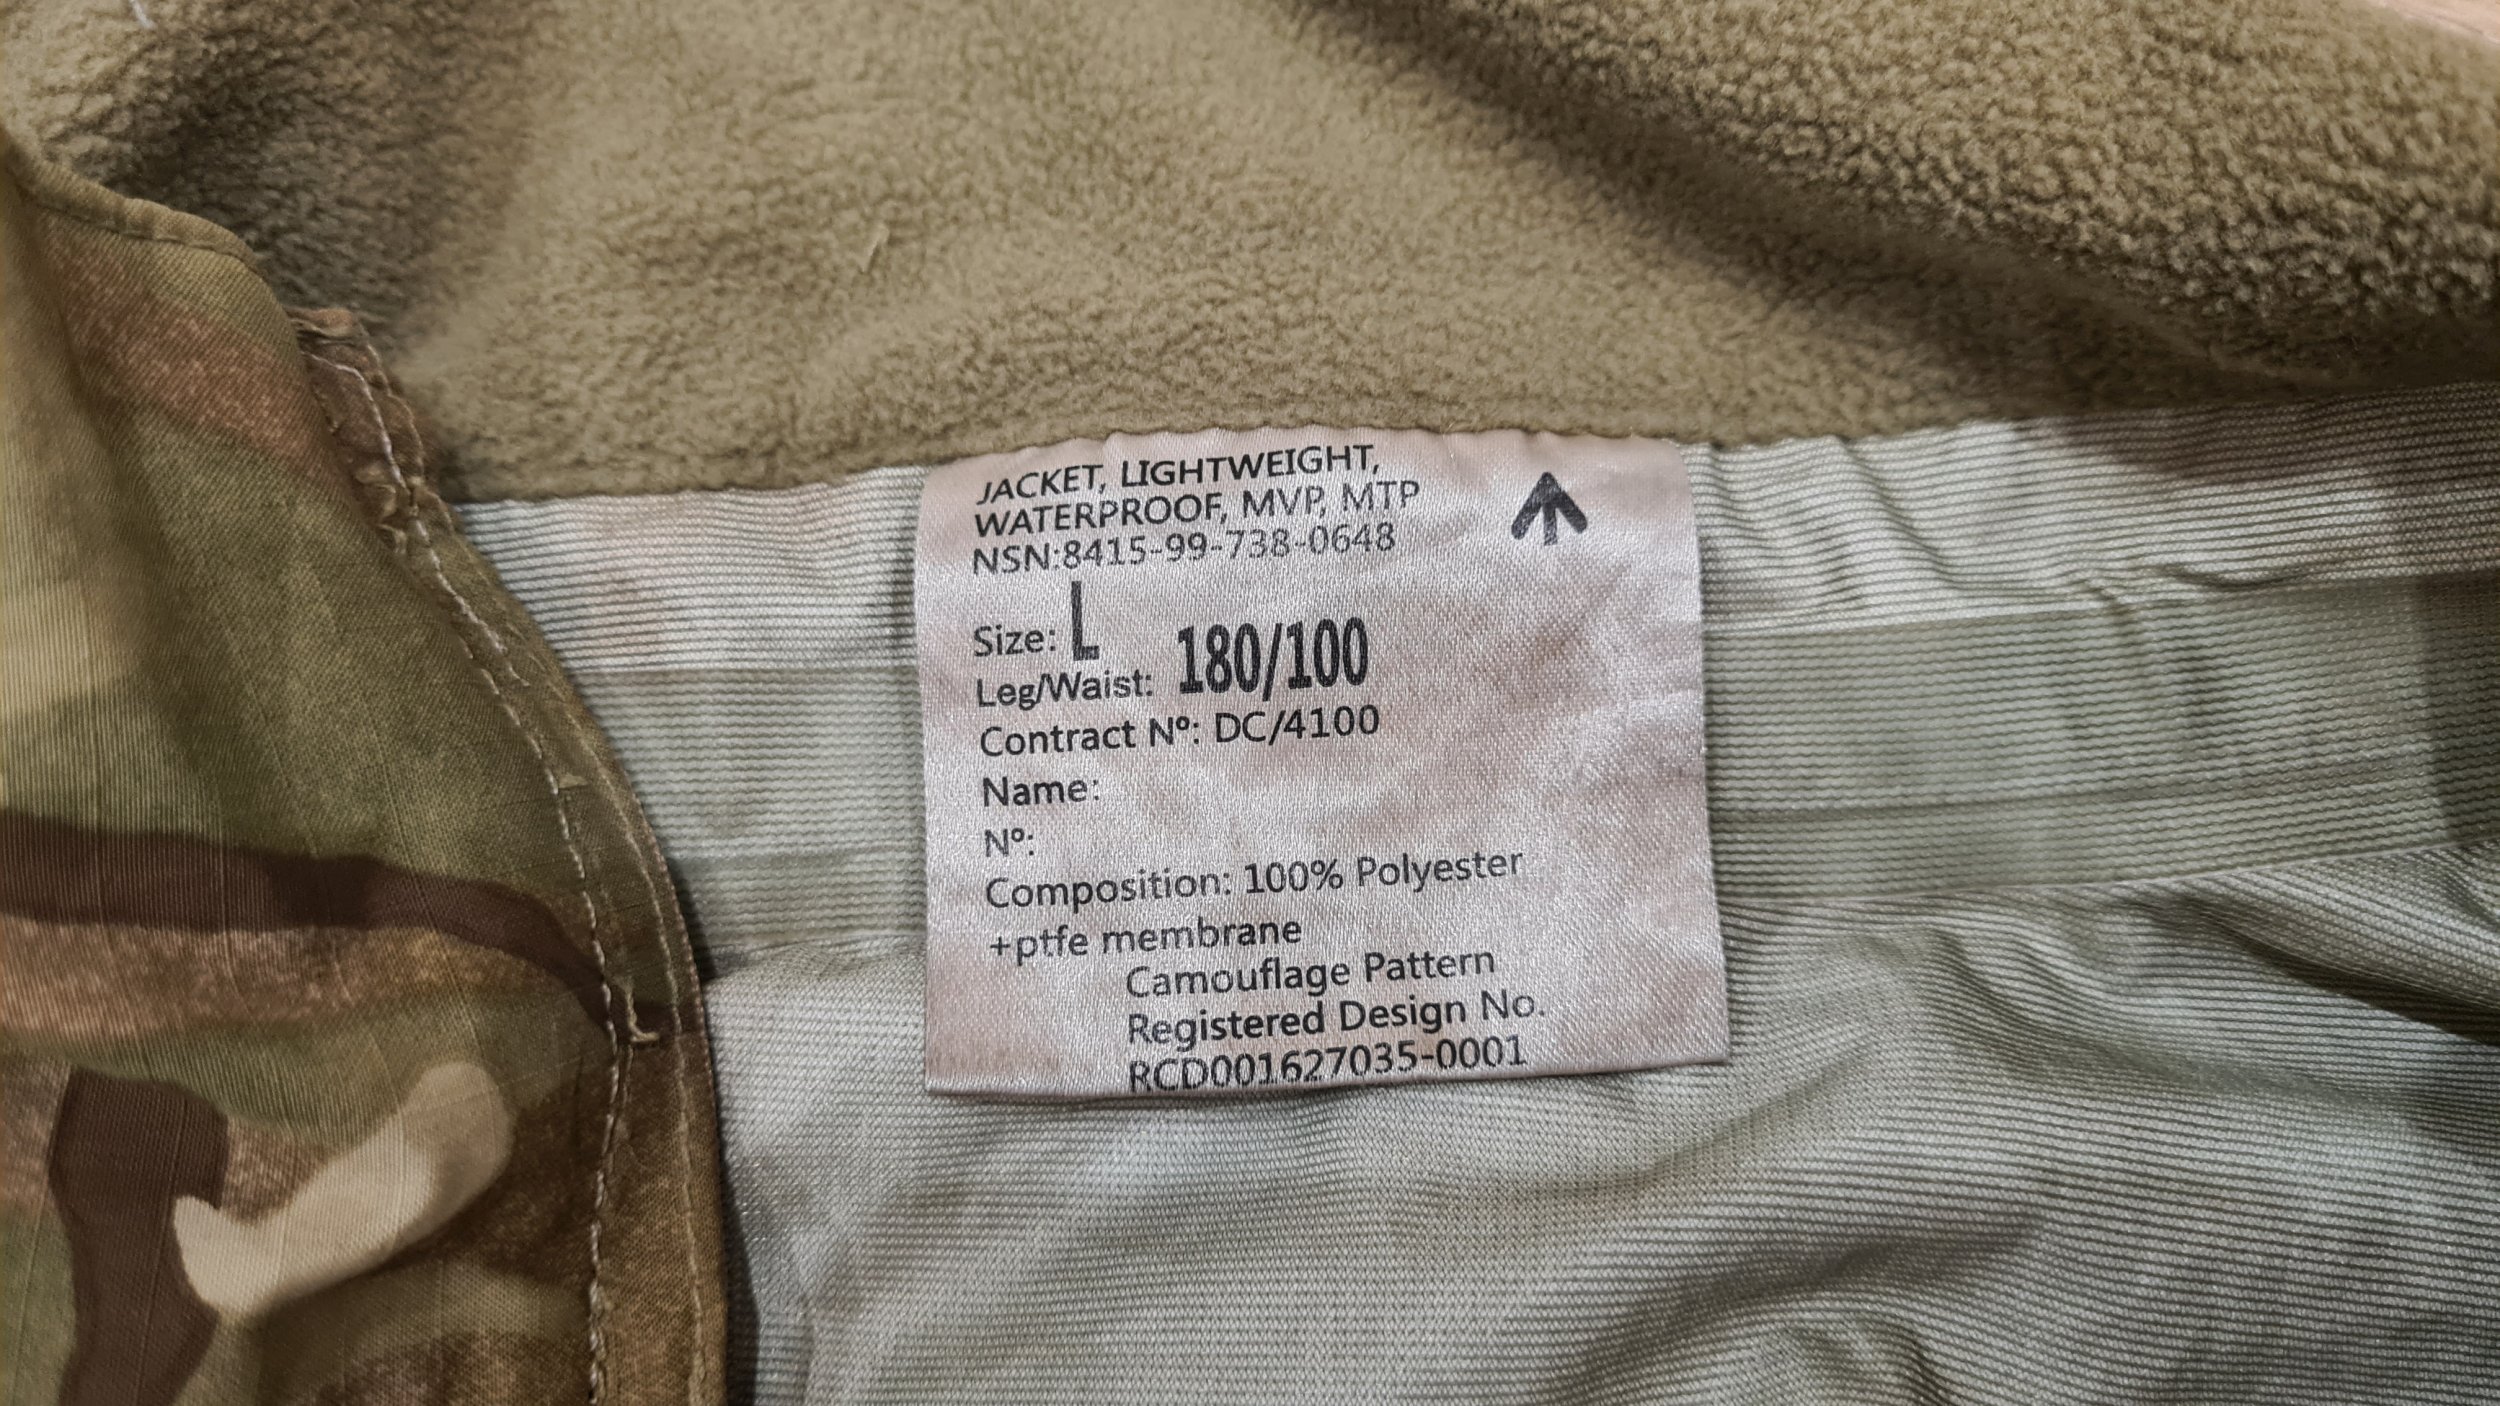 JACKET, LIGHTWEIGHT,
WATERPROOF, MVP, MTP
NSN:8415-99-738-0648
Size: L
Leg/Waist: 180/100
Contract Nº: DC/4100
Name:
Nº:
Composition: 100% Polyester
+ptfe membrane
Camouflage Pattern
Registered Design No.
RCD001627035-0001